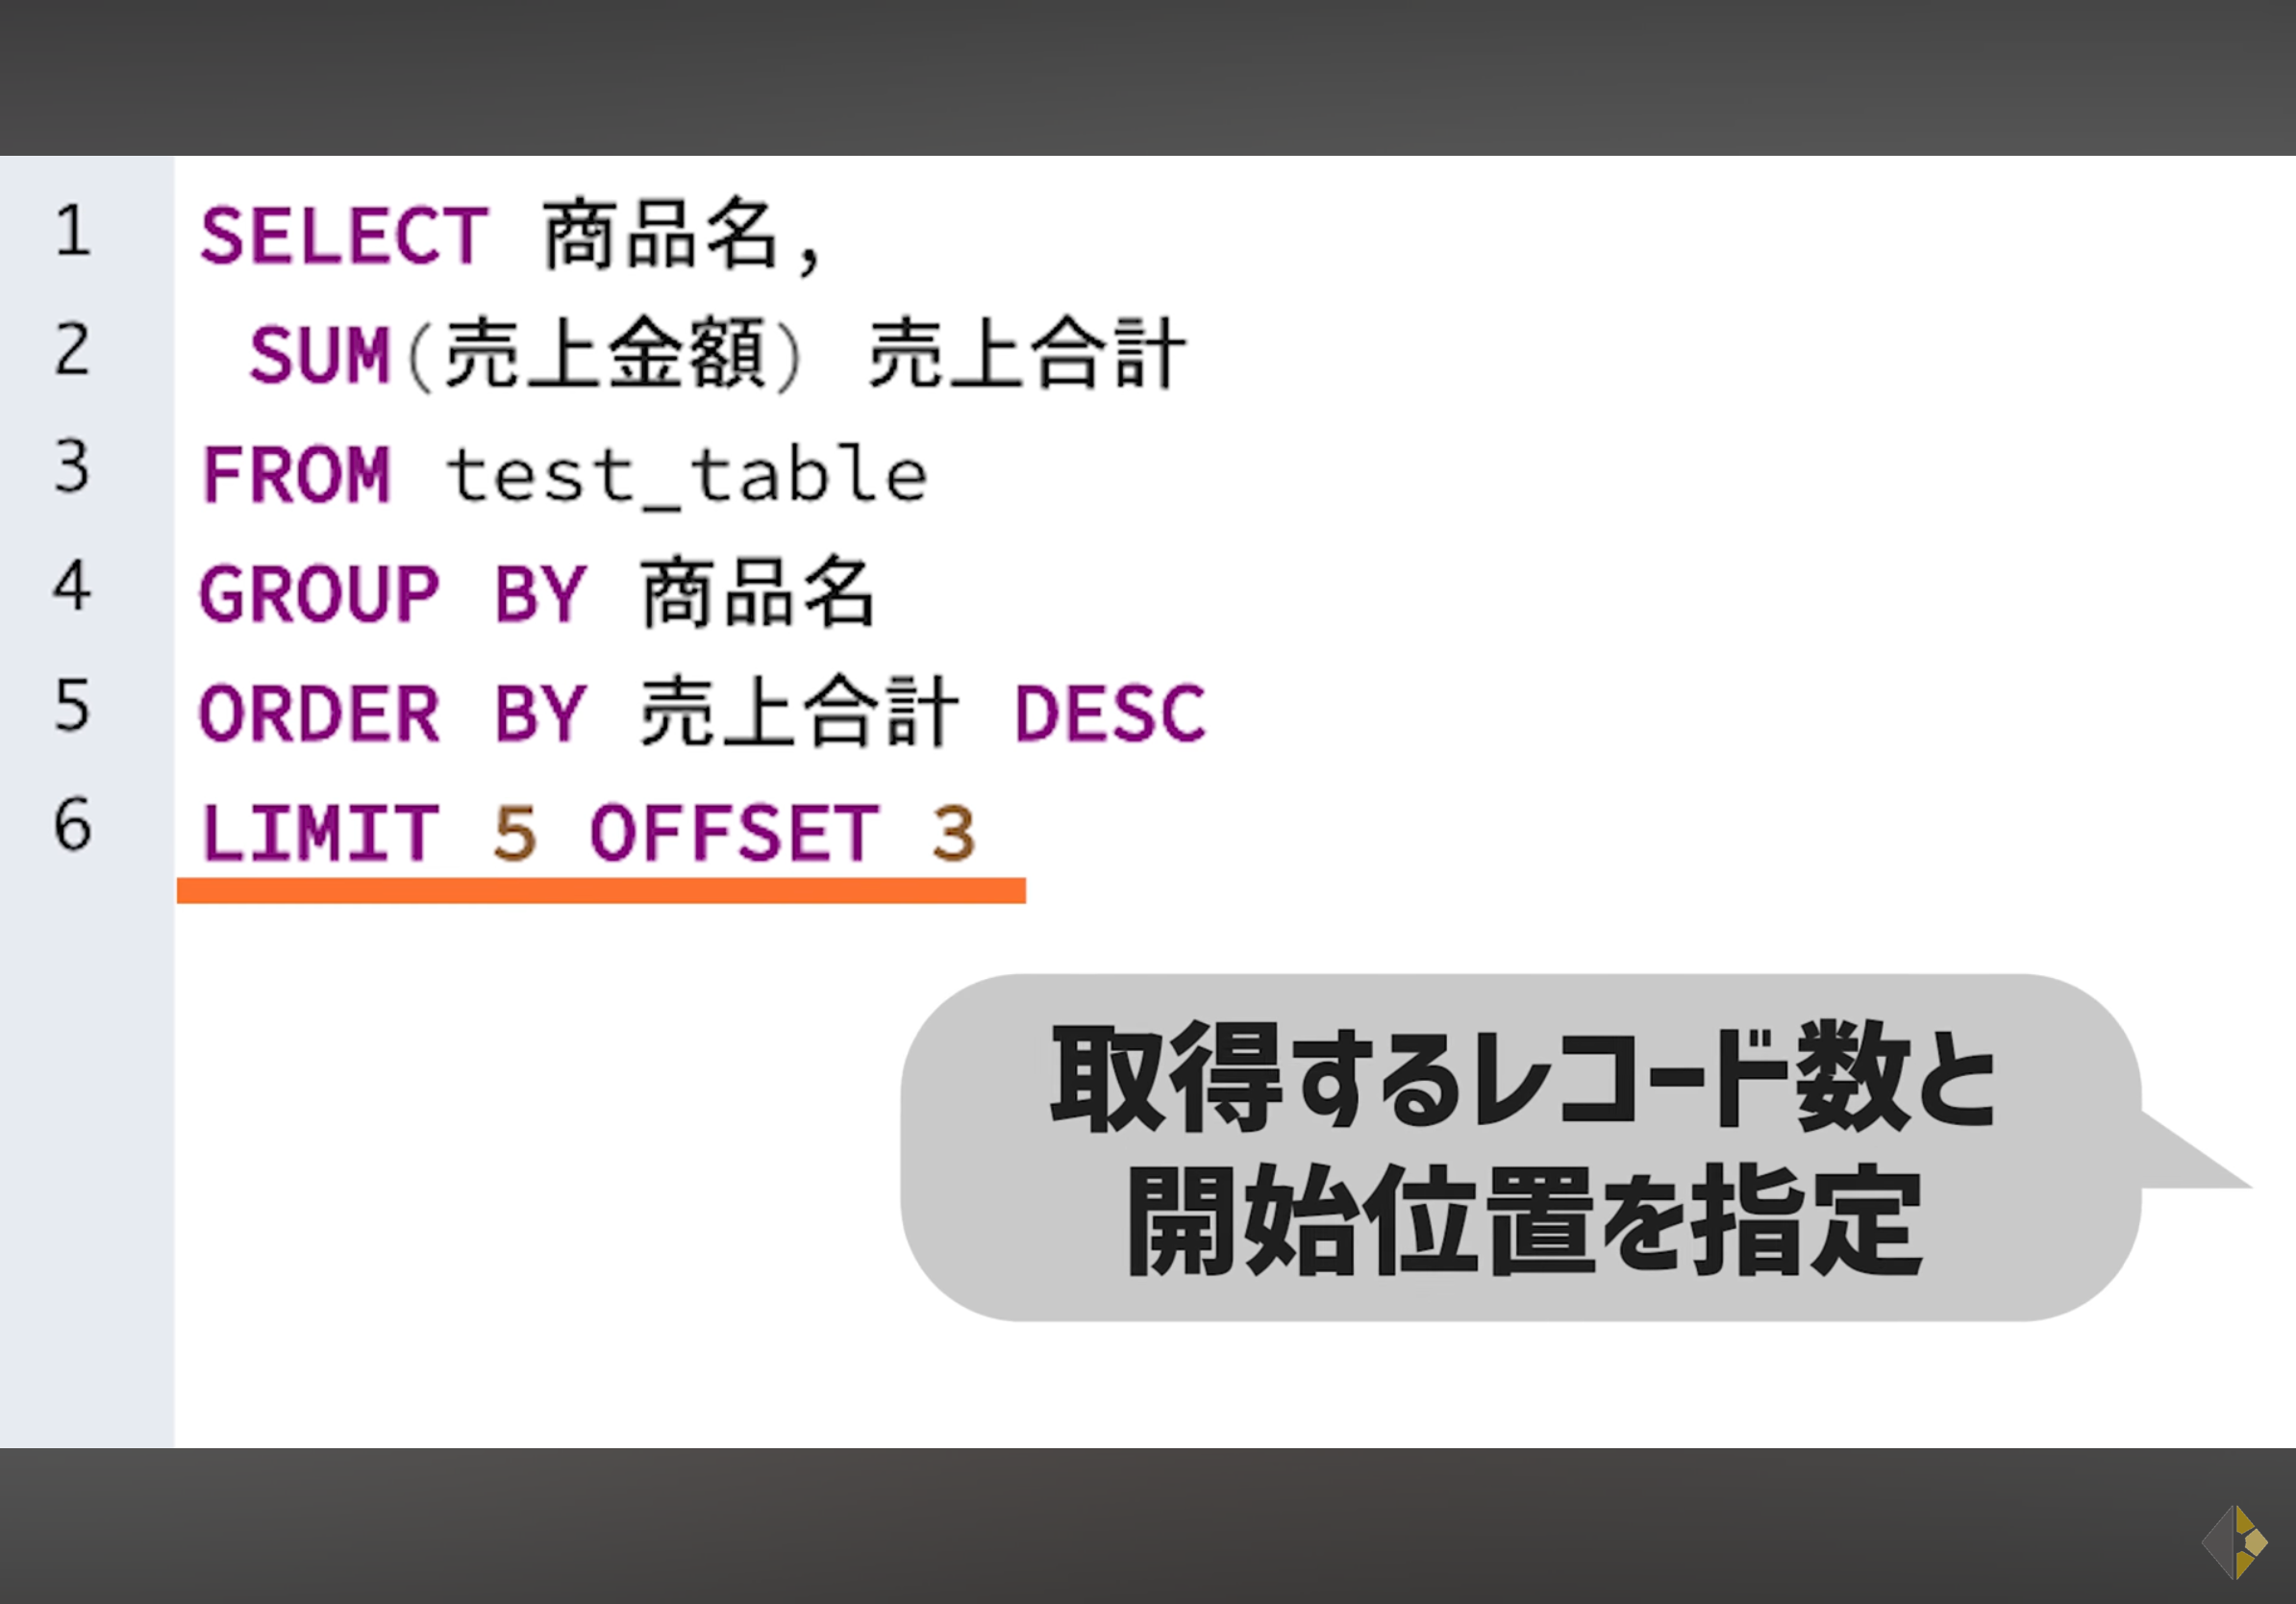 1 SELECT 商品名,
2 SUM(売上金額) 売上合計
3 FROM test_table
4 GROUP BY 商品名
5 ORDER BY 売上合計 DESC
6 LIMIT 5 OFFSET 3
取得するレコード数と
開始位置を指定